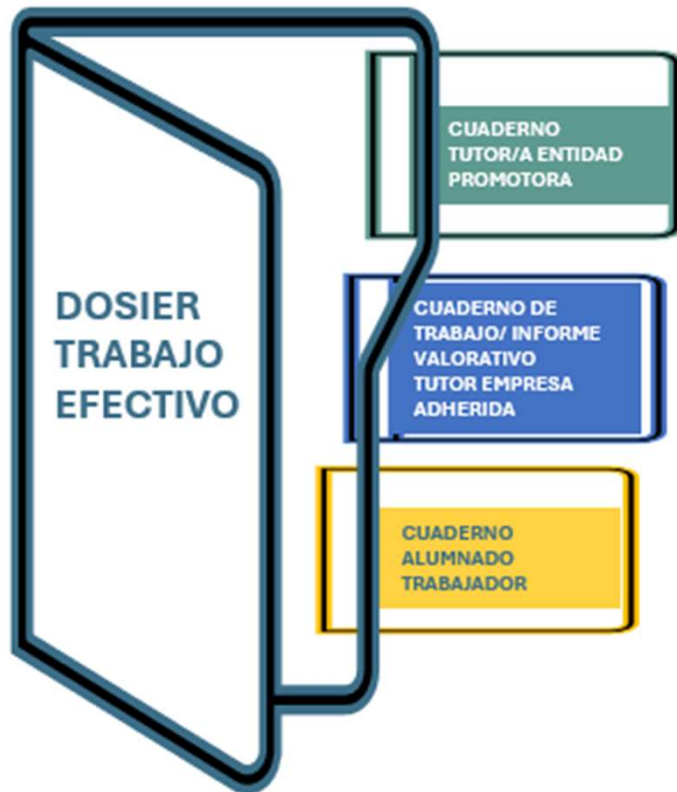 DOSIER
TRABAJO
EFECTIVO
CUADERNO
TUTOR/A ENTIDAD
PROMOTORA
CUADERNO DE
TRABAJO/ INFORME
VALORATIVO
TUTOR EMPRESA
ADHERIDA
CUADERNO
ALUMNADO
TRABAJADOR